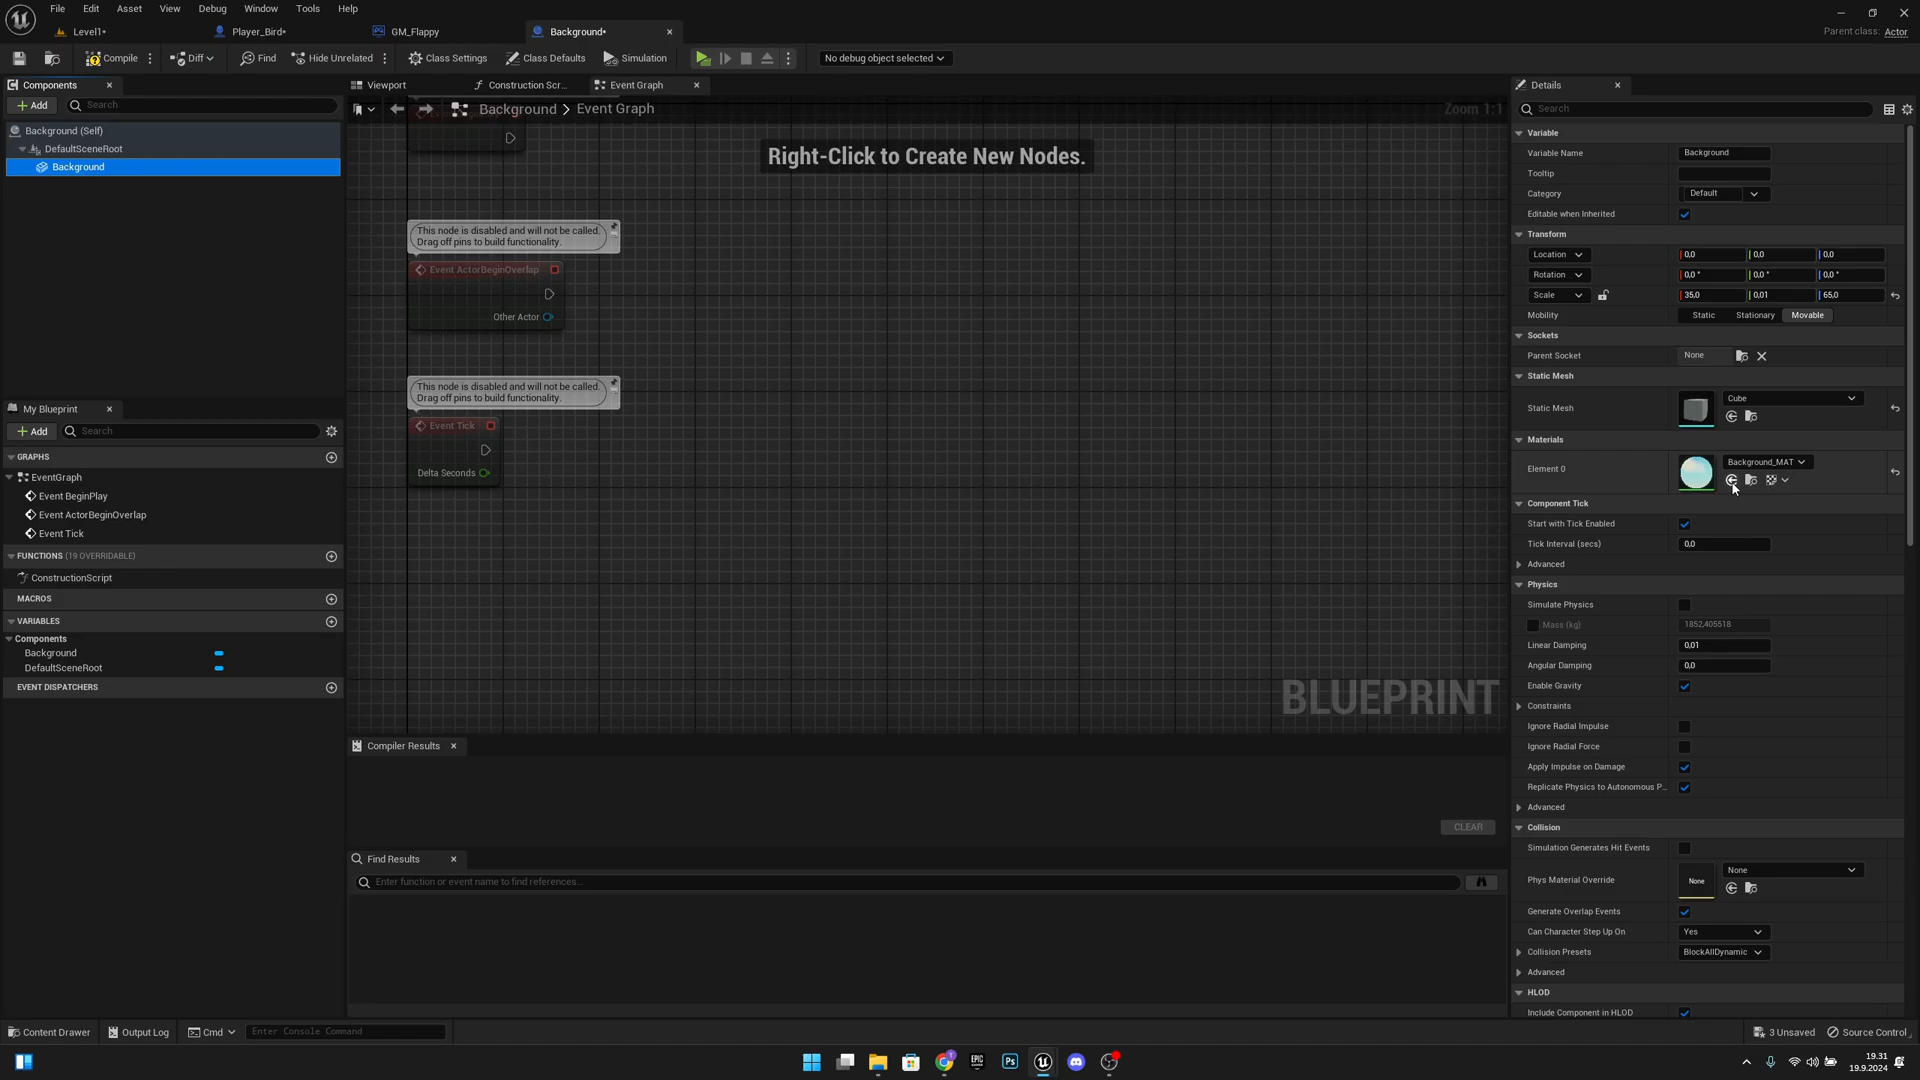 File Edit Asset View Debug Window Tools Help
Level1* Player_Bird* GM_Flappy Background*
Parent class: Actor
Compile Diff Find Hide Unrelated Class Settings Class Defaults Simulation No debug object selected
Components
Add Search
Background (Self)
DefaultSceneRoot
Background
My Blueprint
Add Search
GRAPHS
EventGraph
Event BeginPlay
Event ActorBeginOverlap
Event Tick
FUNCTIONS (19 OVERRIDABLE)
ConstructionScript
MACROS
VARIABLES
Components
Background
DefaultSceneRoot
EVENT DISPATCHERS
Viewport Construction Scr... Event Graph
Background > Event Graph Zoom 1:1
Right-Click to Create New Nodes.
This node is disabled and will not be called.
Drag off pins to build functionality.
Event ActorBeginOverlap
Other Actor
This node is disabled and will not be called.
Drag off pins to build functionality.
Event Tick
Delta Seconds
BLUEPRINT
Compiler Results
CLEAR
Find Results
Enter function or event name to find references...
Details
Search
Variable
Variable Name Background
Tooltip
Category Default
Editable when Inherited
Transform
Location 0,0 0,0 0,0
Rotation 0,0 ° 0,0 ° 0,0 °
Scale 35,0 0,01 65,0
Mobility Static Stationary Movable
Sockets
Parent Socket None
Static Mesh
Static Mesh Cube
Materials
Element 0 Background_MAT
Component Tick
Start with Tick Enabled
Tick Interval (secs) 0,0
Advanced
Physics
Simulate Physics
Mass (kg) 1852,405518
Linear Damping 0,01
Angular Damping 0,0
Enable Gravity
Constraints
Ignore Radial Impulse
Ignore Radial Force
Apply Impulse on Damage
Replicate Physics to Autonomous P...
Advanced
Collision
Simulation Generates Hit Events
Phys Material Override None None
Generate Overlap Events
Can Character Step Up On Yes
Collision Presets BlockAllDynamic
Advanced
HLOD
Include Component in HLOD
Content Drawer Output Log Cmd Enter Console Command 3 Unsaved Source Control
EPIC Ps
19.31
19.9.2024